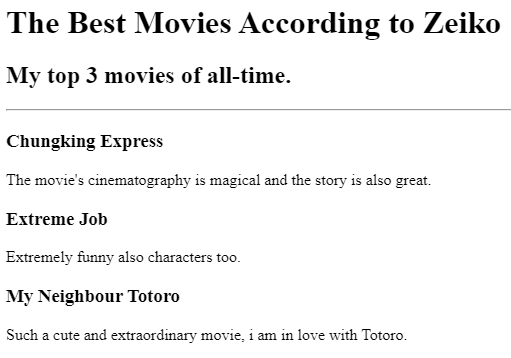 The Best Movies According to Zeiko
My top 3 movies of all-time.
Chungking Express
The movie's cinematography is magical and the story is also great.
Extreme Job
Extremely funny also characters too.
My Neighbour Totoro
Such a cute and extraordinary movie, i am in love with Totoro.